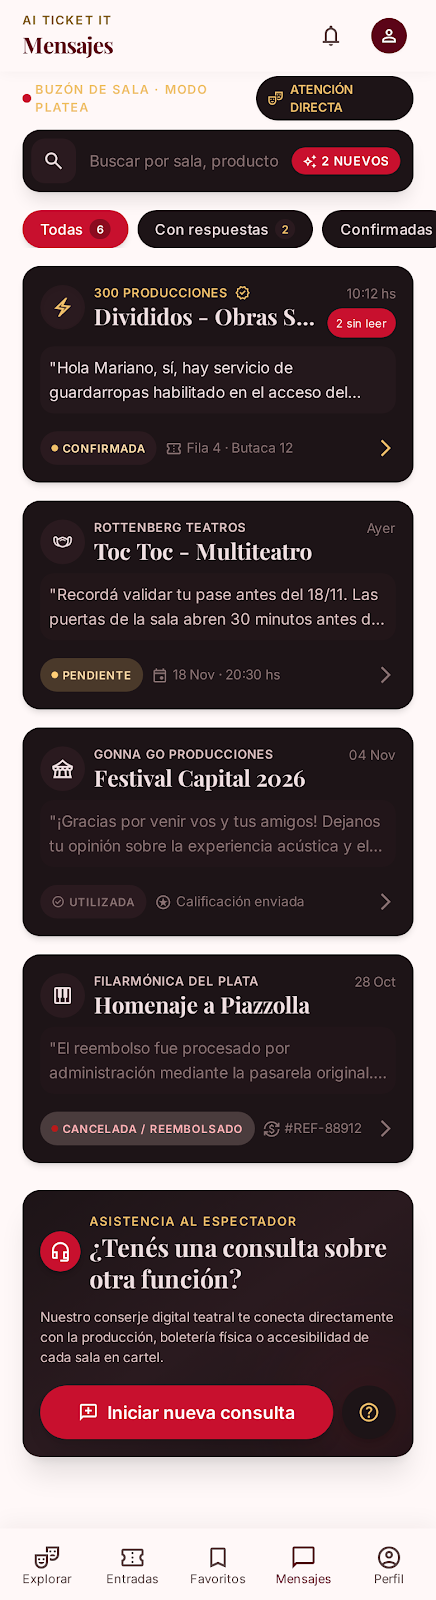 AI TICKET IT
Mensajes
BUZÓN DE SALA · MODO
PLATEA
ATENCIÓN
DIRECTA
Buscar por sala, producto
2 NUEVOS
Todas 6
Con respuestas 2
Confirmadas
300 PRODUCCIONES
10:12 hs
Divididos - Obras S...
2 sin leer
"Hola Mariano, sí, hay servicio de
guardarropas habilitado en el acceso del...
CONFIRMADA
Fila 4 · Butaca 12
ROTTENBERG TEATROS
Ayer
Toc Toc - Multiteatro
"Recordá validar tu pase antes del 18/11. Las
puertas de la sala abren 30 minutos antes d...
PENDIENTE
18 Nov · 20:30 hs
GONNA GO PRODUCCIONES
04 Nov
Festival Capital 2026
"¡Gracias por venir vos y tus amigos! Dejanos
tu opinión sobre la experiencia acústica y el...
UTILIZADA
Calificación enviada
FILARMÓNICA DEL PLATA
28 Oct
Homenaje a Piazzolla
"El reembolso fue procesado por
administración mediante la pasarela original....
CANCELADA / REEMBOLSADO
#REF-88912
ASISTENCIA AL ESPECTADOR
¿Tenés una consulta sobre
otra función?
Nuestro conserje digital teatral te conecta directamente
con la producción, boletería física o accesibilidad de
cada sala en cartel.
Iniciar nueva consulta
Explorar
Entradas
Favoritos
Mensajes
Perfil